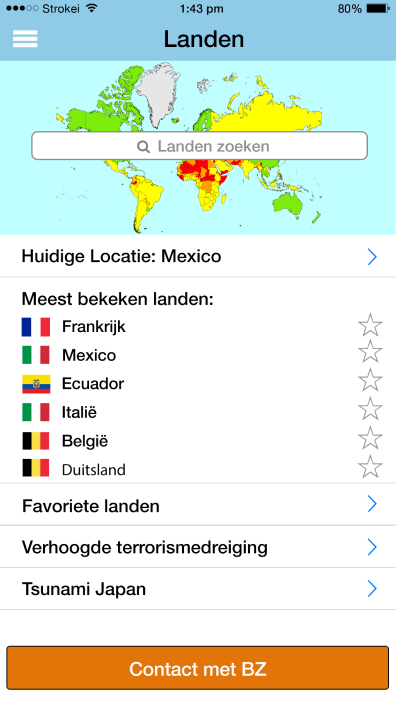 Strokei 1:43 pm 80%
Landen
Landen zoeken
Huidige Locatie: Mexico
Meest bekeken landen:
Frankrijk
Mexico
Ecuador
Italië
België
Duitsland
Favoriete landen
Verhoogde terrorismedreiging
Tsunami Japan
Contact met BZ